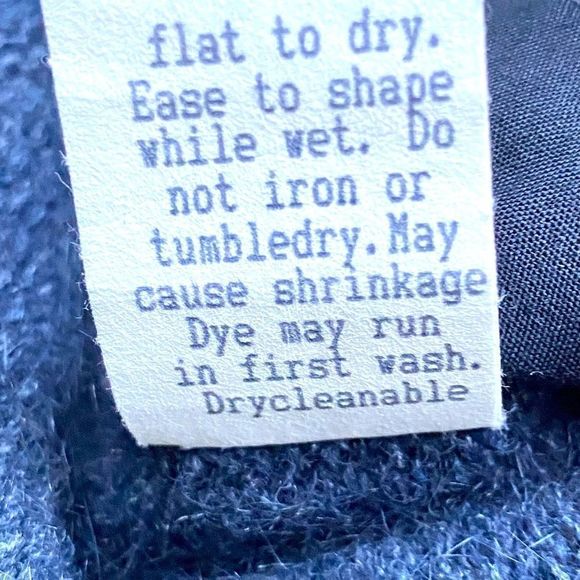 flat to dry.
Ease to shape
while wet. Do
not iron or
tumbledry.May
cause shrinkage
Dye may run
in first wash.
Drycleanable